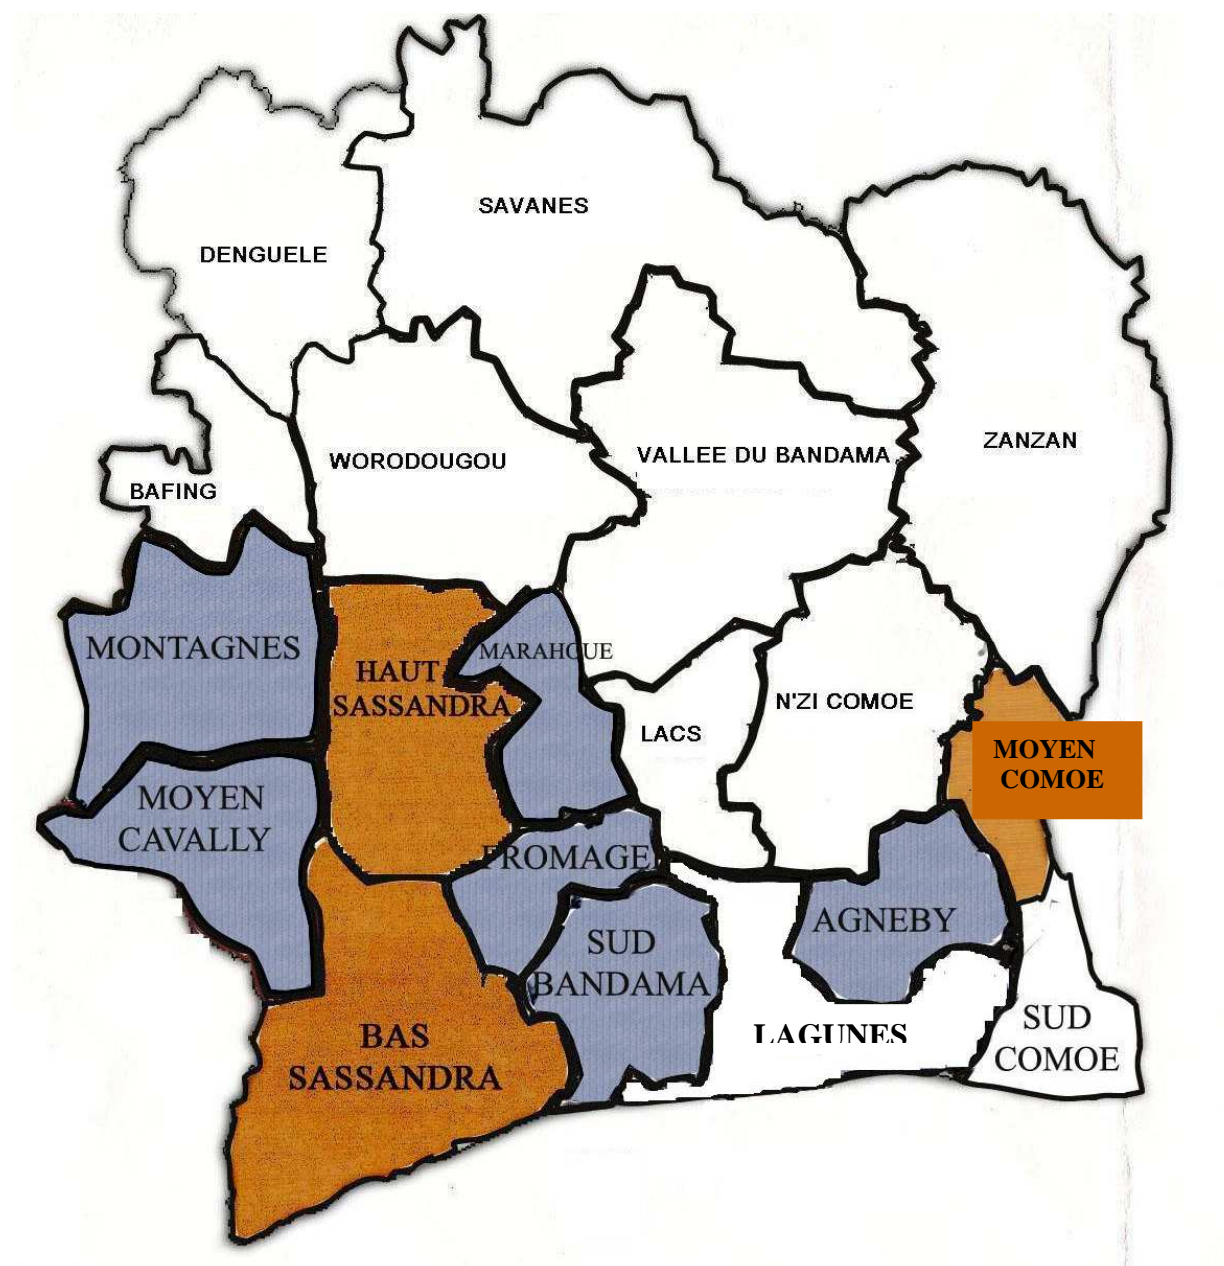 SAVANES
DENGUELE
ZANZAN
VALLEE DU BANDAMA
WORODOUGOU
BAFING
MONTAGNES
MARAHOUE
HAUT
SASSANDRA
N'ZI COMOE
LACS
MOYEN
COMOE
MOYEN
CAVALLY
FROMAGE
AGNEBY
SUD
BANDAMA
LAGUNES
SUD
COMOE
BAS
SASSANDRA